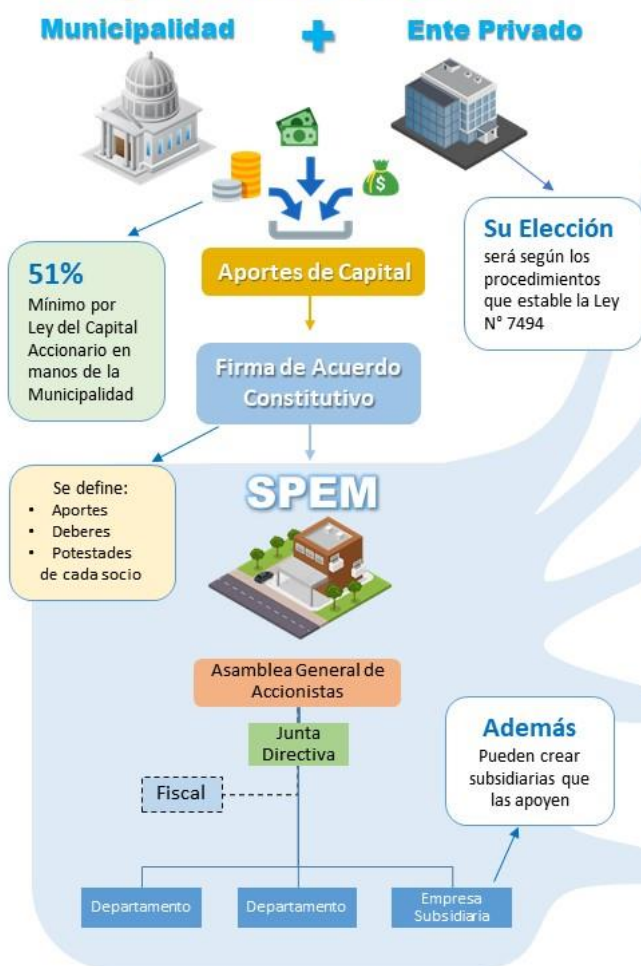 Municipalidad + Ente Privado
$
Su Elección
será según los
procedimientos
que estable la Ley
N° 7494
51%
Mínimo por
Ley del Capital
Accionario en
manos de la
Municipalidad
Aportes de Capital
Firma de Acuerdo
Constitutivo
Se define:
• Aportes
• Deberes
• Potestades
de cada socio
SPEM
Asamblea General de
Accionistas
Junta
Directiva
Fiscal
Además
Pueden crear
subsidiarias que
las apoyen
Departamento
Departamento
Empresa
Subsidiaria